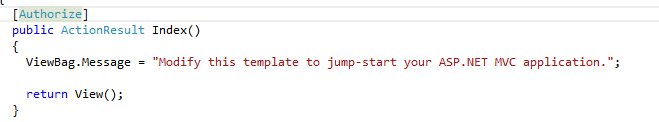 [Authorize]
public ActionResult Index()
{
ViewBag.Message = "Modify this template to jump-start your ASP.NET MVC application.";
return View();
}